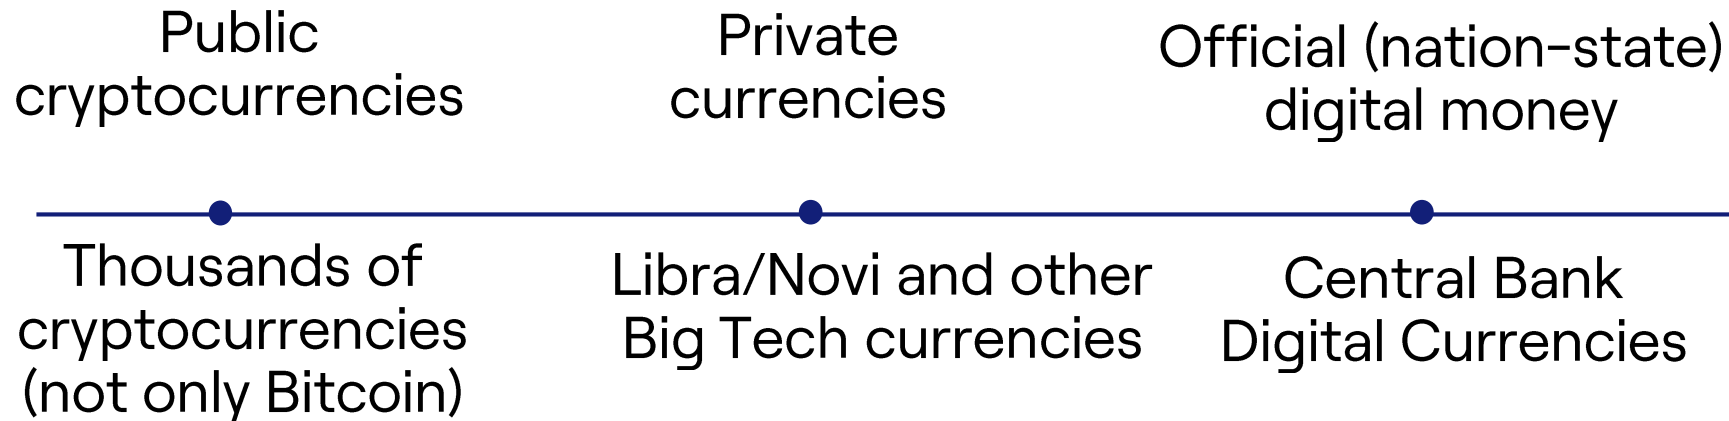 Public
cryptocurrencies
Private
currencies
Official (nation-state)
digital money
Thousands of
cryptocurrencies
(not only Bitcoin)
Libra/Novi and other
Big Tech currencies
Central Bank
Digital Currencies